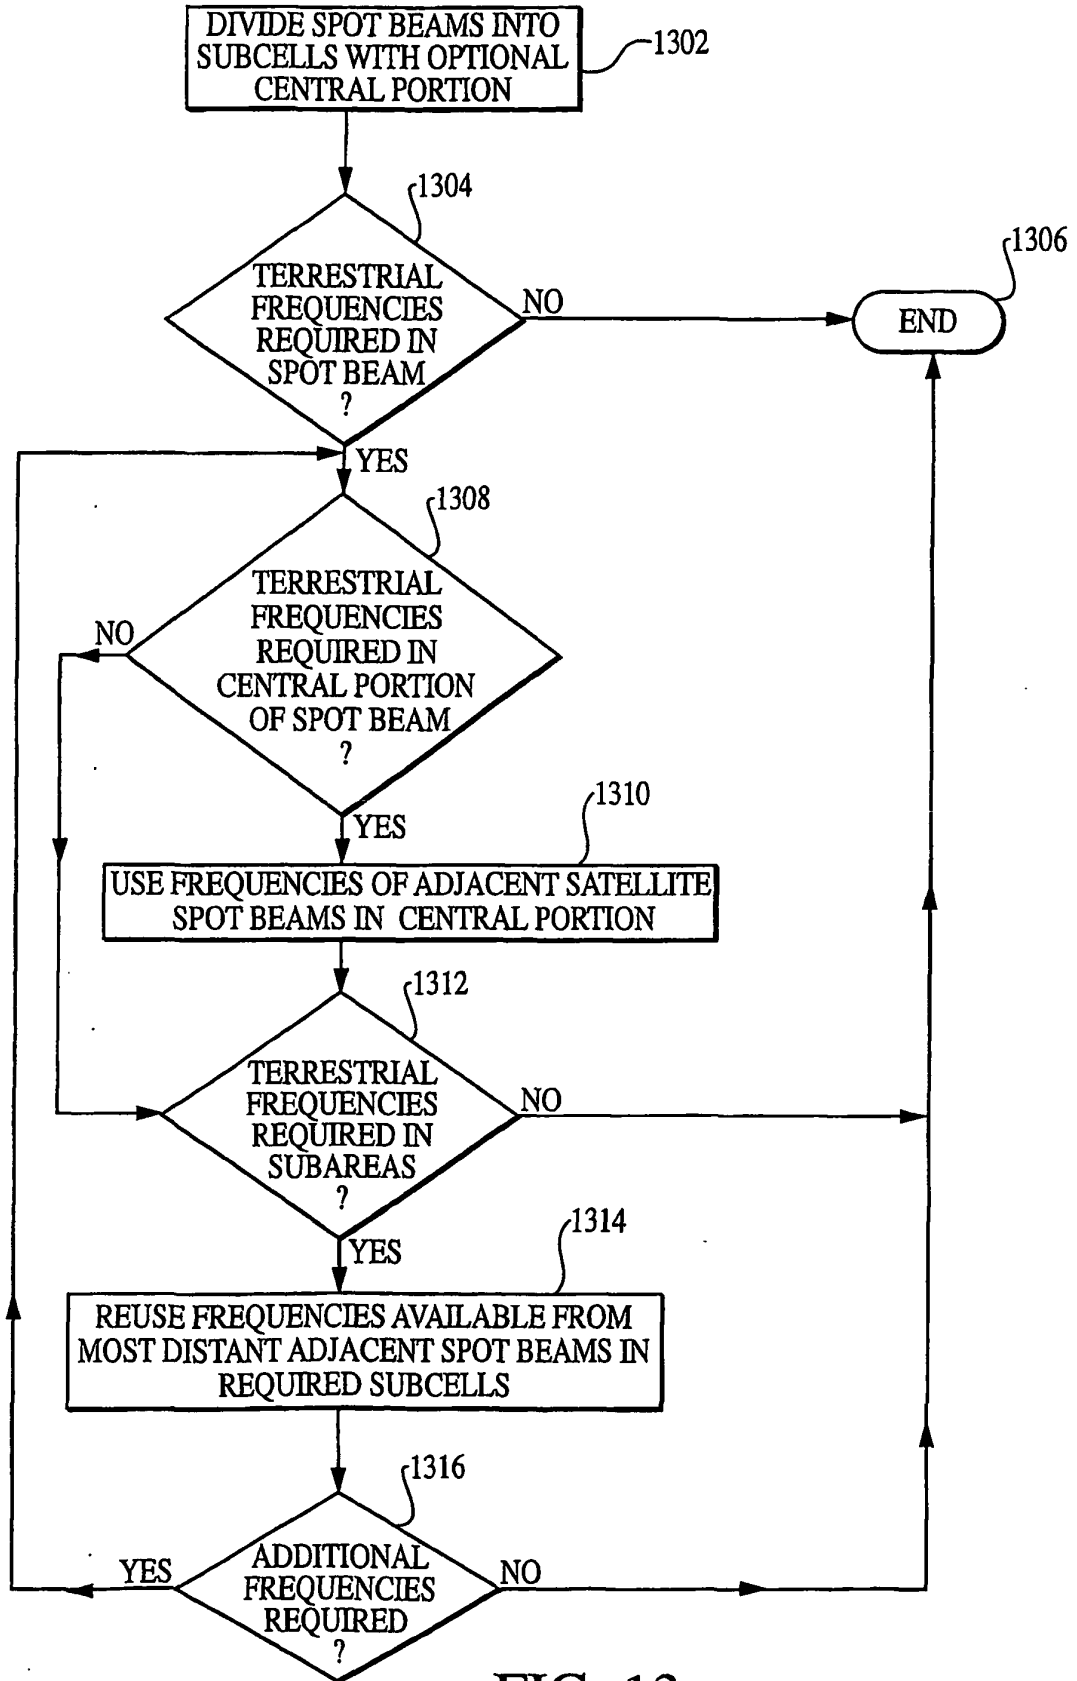 DIVIDE SPOT BEAMS INTO
SUBCELLS WITH OPTIONAL
CENTRAL PORTION
1302
1304
TERRESTRIAL
FREQUENCIES
REQUIRED IN
SPOT BEAM
?
NO
1306
END
YES
1308
TERRESTRIAL
FREQUENCIES
REQUIRED IN
CENTRAL PORTION
OF SPOT BEAM
?
NO
YES
1310
USE FREQUENCIES OF ADJACENT SATELLITE
SPOT BEAMS IN CENTRAL PORTION
1312
TERRESTRIAL
FREQUENCIES
REQUIRED IN
SUBAREAS
?
NO
YES
1314
REUSE FREQUENCIES AVAILABLE FROM
MOST DISTANT ADJACENT SPOT BEAMS IN
REQUIRED SUBCELLS
1316
ADDITIONAL
FREQUENCIES
REQUIRED
?
YES
NO